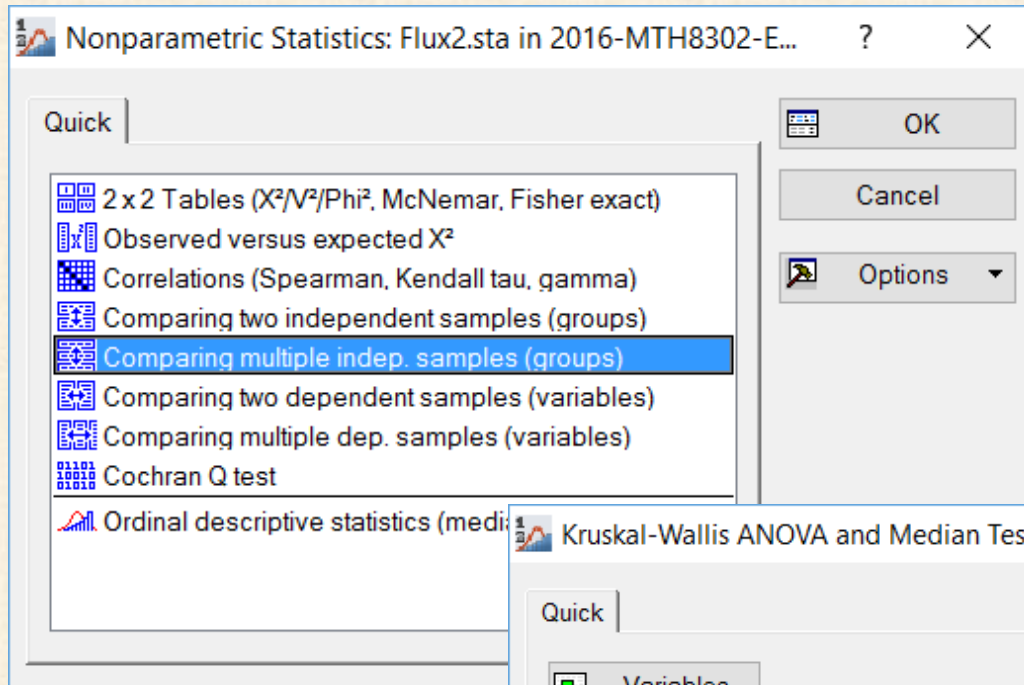 Nonparametric Statistics: Flux2.sta in 2016-MTH8302-E...
?
Quick
OK
Cancel
Options
2 x 2 Tables (X²/V²/Phi², McNemar, Fisher exact)
Observed versus expected X²
Correlations (Spearman, Kendall tau, gamma)
Comparing two independent samples (groups)
Comparing multiple indep. samples (groups)
Comparing two dependent samples (variables)
Comparing multiple dep. samples (variables)
Cochran Q test
Ordinal descriptive statistics (medi
Kruskal-Wallis ANOVA and Median Tes
Quick
Variables